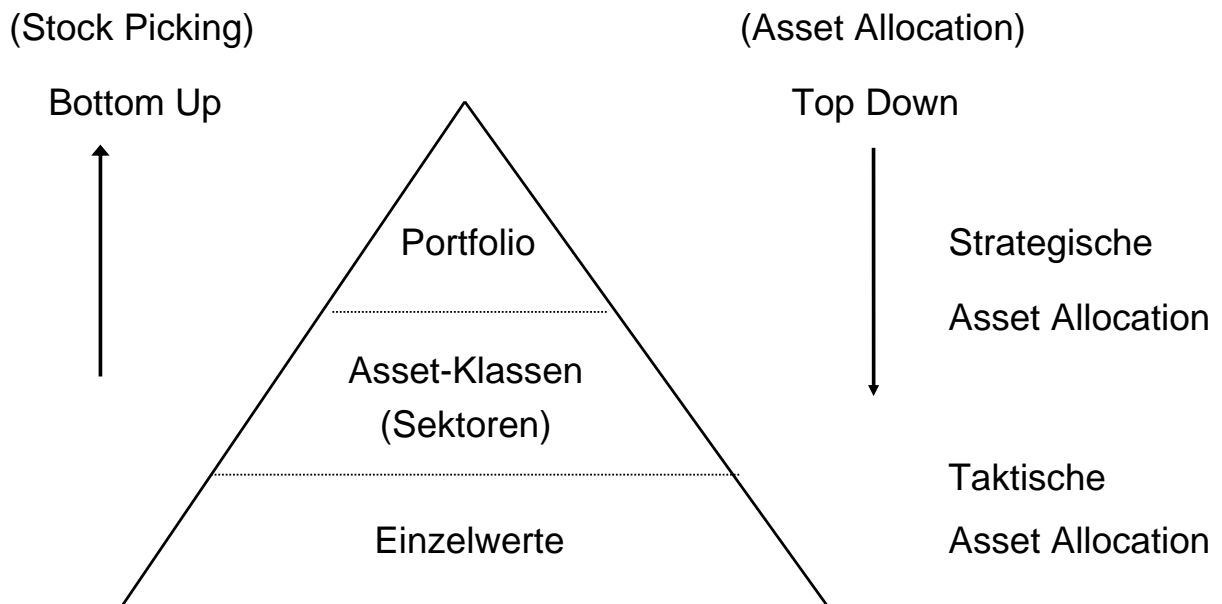 (Stock Picking)
(Asset Allocation)
Bottom Up
Top Down
Portfolio
Strategische
Asset Allocation
Asset-Klassen
(Sektoren)
Taktische
Einzelwerte
Asset Allocation